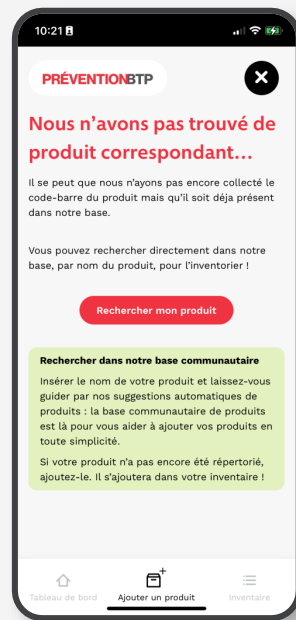 10:21
PRÉVENTIONBTP
Nous n'avons pas trouvé de
produit correspondant...
Il se peut que nous n'ayons pas encore collecté le
code-barre du produit mais qu'il soit déja présent
dans notre base.
Vous pouvez rechercher directement dans notre
base, par nom du produit, pour l'inventorier !
Rechercher mon produit
Rechercher dans notre base communautaire
Insérer le nom de votre produit et laissez-vous
guider par nos suggestions automatiques de
produits : la base communautaire de produits
est là pour vous aider à ajouter vos produits en
toute simplicité.
Si votre produit n'a pas encore été répertorié,
ajoutez-le. Il s'ajoutera dans votre inventaire !
Tableau de bord
Ajouter un produit
Inventaire